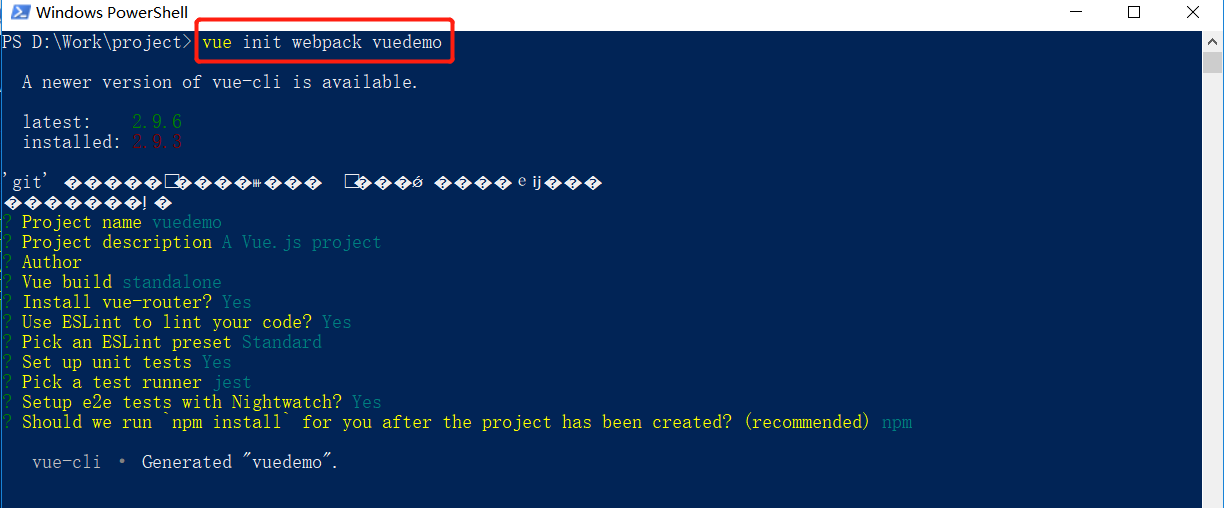 Windows PowerShell
PS D:\Work\project> vue init webpack vuedemo
A newer version of vue-cli is available.
latest: 2.9.6
installed: 2.9.3
'git'
? Project name vuedemo
? Project description A Vue.js project
? Author
? Vue build standalone
? Install vue-router? Yes
? Use ESLint to lint your code? Yes
? Pick an ESLint preset Standard
? Set up unit tests Yes
? Pick a test runner jest
? Setup e2e tests with Nightwatch? Yes
? Should we run `npm install` for you after the project has been created? (recommended) npm
vue-cli · Generated "vuedemo".